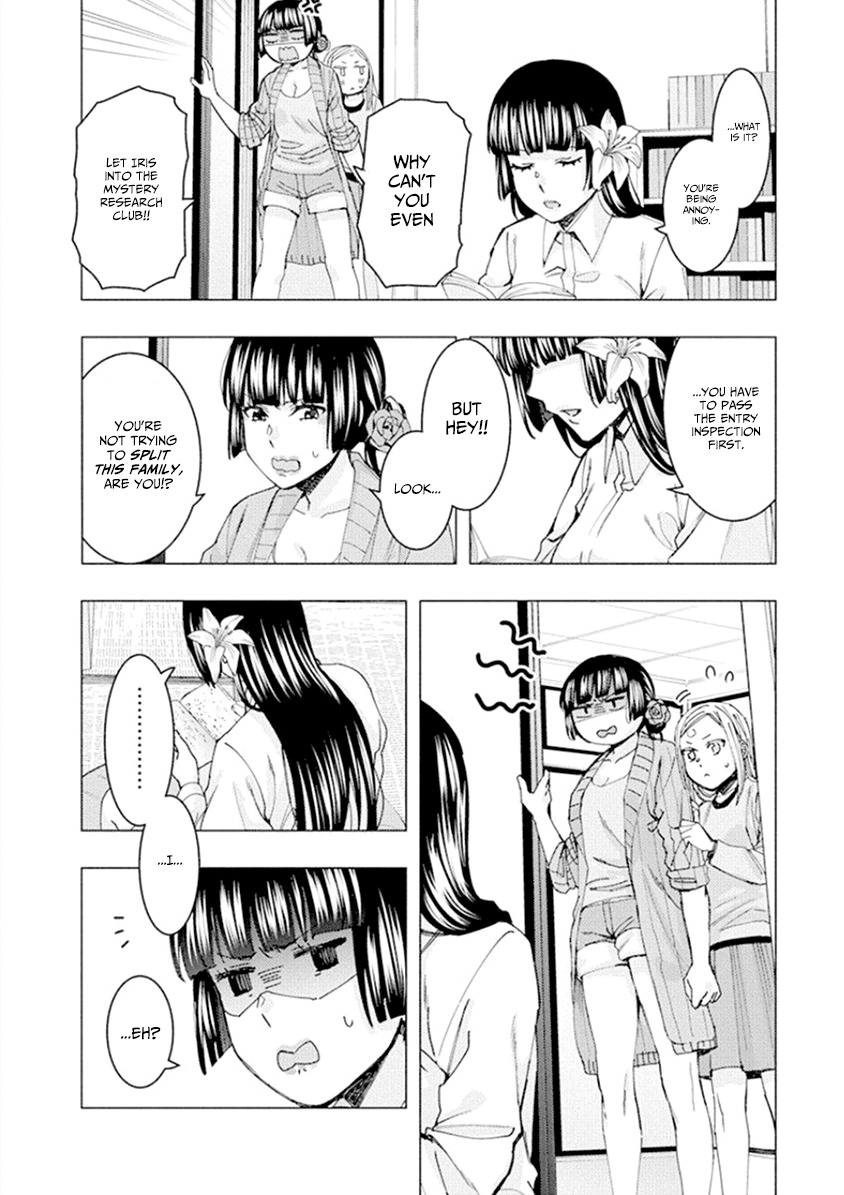 ...WHAT
IS IT?
YOU'RE
BEING
ANNOY-
ING.
WHY
CAN'T
YOU
EVEN
LET IRIS
INTO THE
MYSTERY
RESEARCH
CLUB!!
...YOU HAVE
TO PASS
THE ENTRY
INSPECTION
FIRST.
BUT
HEY!!
LOOK...
YOU'RE
NOT TRYING
TO SPLIT
THIS FAMILY,
ARE YOU!?
..........
...I...
...EH?